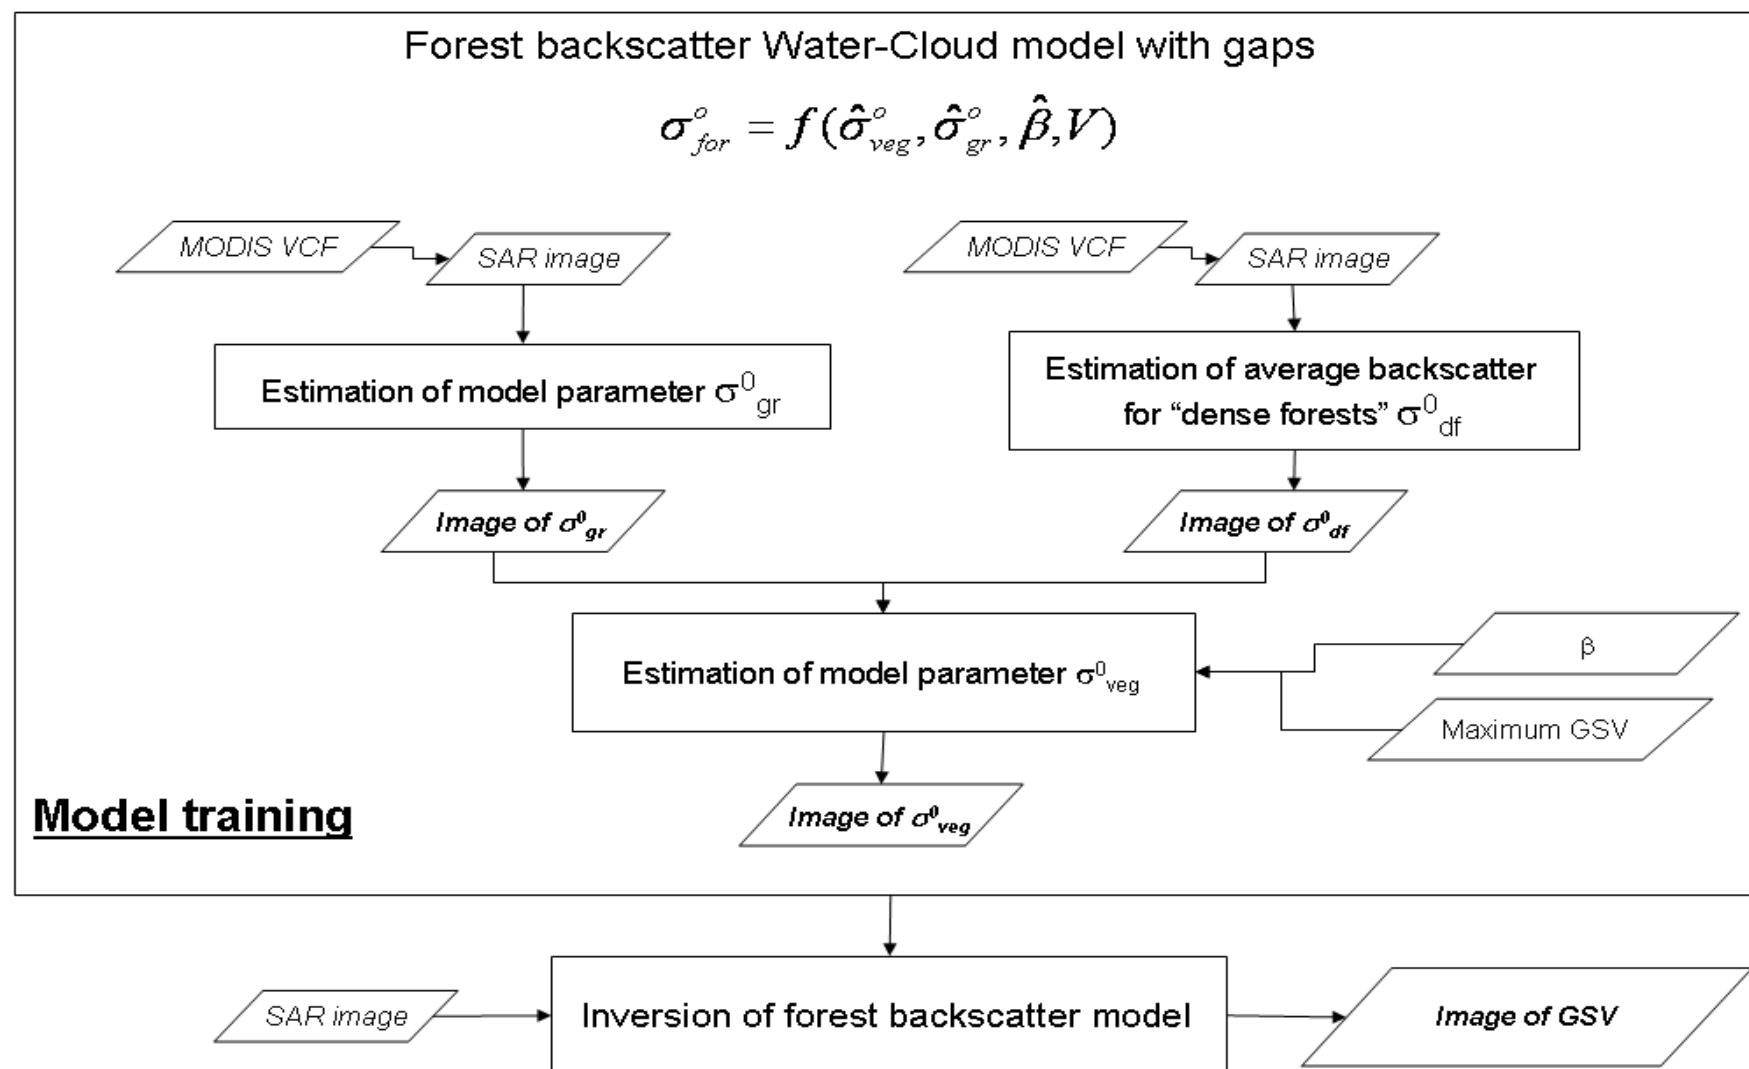 Forest backscatter Water-Cloud model with gaps
σ°for = f(σ̂°veg, σ̂°gr, β̂, V)
MODIS VCF
SAR image
MODIS VCF
SAR image
Estimation of model parameter σ⁰gr
Estimation of average backscatter
for “dense forests” σ⁰df
Image of σ⁰gr
Image of σ⁰df
Estimation of model parameter σ⁰veg
β
Maximum GSV
Image of σ⁰veg
Model training
SAR image
Inversion of forest backscatter model
Image of GSV